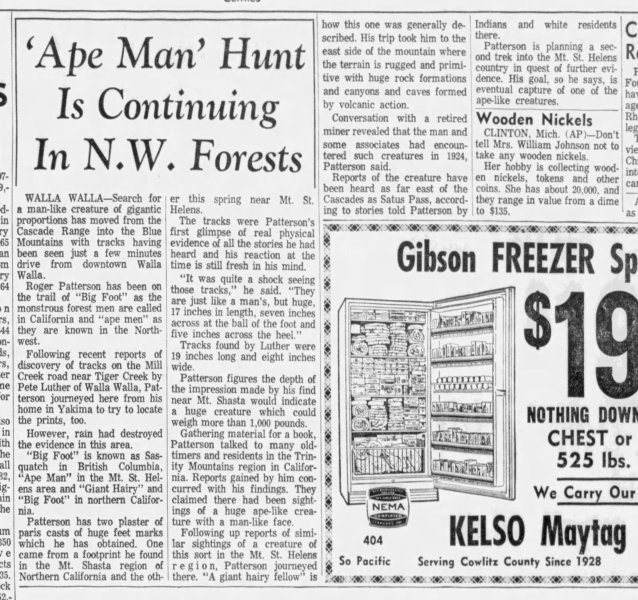 'Ape Man' Hunt
Is Continuing
In N.W. Forests
WALLA WALLA—Search for
a man-like creature of gigantic
proportions has moved from the
Cascade Range into the Blue
Mountains with tracks having
been seen just a few minutes
drive from downtown Walla
Walla.
Roger Patterson has been on
the trail of "Big Foot" as the
monstrous forest men are called
in California and "ape men" as
they are known in the North-
west.
Following recent reports of
discovery of tracks on the Mill
Creek road near Tiger Creek by
Pete Luther of Walla Walla, Pat-
terson journeyed here from his
home in Yakima to try to locate
the prints, too.
However, rain had destroyed
the evidence in this area.
"Big Foot" is known as Sas-
quatch in British Columbia,
"Ape Man" in the Mt. St. Hel-
ens area and "Giant Hairy" and
"Big Foot" in northern Califor-
nia.
Patterson has two plaster of
paris casts of huge feet marks
which he has obtained. One
came from a footprint he found
in the Mt. Shasta region of
Northern California and the oth-
er this spring near Mt. St.
Helens.
The tracks were Patterson's
first glimpse of real physical
evidence of all the stories he had
heard and his reaction at the
time is still fresh in his mind.
"It was quite a shock seeing
those tracks," he said. "They
are just like a man's, but huge,
17 inches in length, seven inches
across at the ball of the foot and
five inches across the heel."
Tracks found by Luther were
19 inches long and eight inches
wide.
Patterson figures the depth of
the impression made by his find
near Mt. Shasta would indicate
a huge creature which could
weigh more than 1,000 pounds.
Gathering material for a book,
Patterson talked to many old-
timers and residents in the Trin-
ity Mountains region in Califor-
nia. Reports gained by him con-
curred with his findings. They
claimed there had been sight-
ings of a huge ape-like crea-
ture with a man-like face.
Following up reports of simi-
lar sightings of a creature of
this sort in the Mt. St. Helens
region, Patterson journeyed
there. "A giant hairy fellow" is
how this one was generally de-
scribed. His trip took him to the
east side of the mountain where
the terrain is rugged and primi-
tive with huge rock formations
and canyons and caves formed
by volcanic action.
Conversation with a retired
miner revealed that the man and
some associates had encoun-
tered such creatures in 1924,
Patterson said.
Reports of the creature have
been heard as far east of the
Cascades as Satus Pass, accord-
ing to stories told Patterson by
Indians and white residents
there.
Patterson is planning a sec-
ond trek into the Mt. St. Helens
country in quest of further evi-
dence. His goal, so he says, is
eventual capture of one of the
ape-like creatures.
Wooden Nickels
CLINTON, Mich. (AP)—Don't
tell Mrs. William Johnson not to
take any wooden nickels.
Her hobby is collecting wood-
en nickels, tokens and other
coins. She has about 20,000, and
they range in value from a dime
to $135.
Gibson FREEZER Sp
$19
NOTHING DOWN
CHEST or
525 lbs.
We Carry Our
NEMA
404
So Pacific
KELSO Maytag
Serving Cowlitz County Since 1928